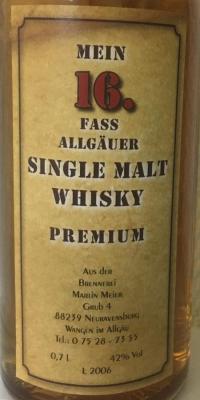 MEIN
16.
FASS
ALLGÄUER
SINGLE MALT
WHISKY
PREMIUM
AUS DER
BRENNEREI
MARTIN MEIER
GRUB 4
88239 NEURAVENSBURG
WANGEN IM ALLGÄU
TEL.: 0 75 28 - 73 55
0,7 l 42% VOL
L 2006